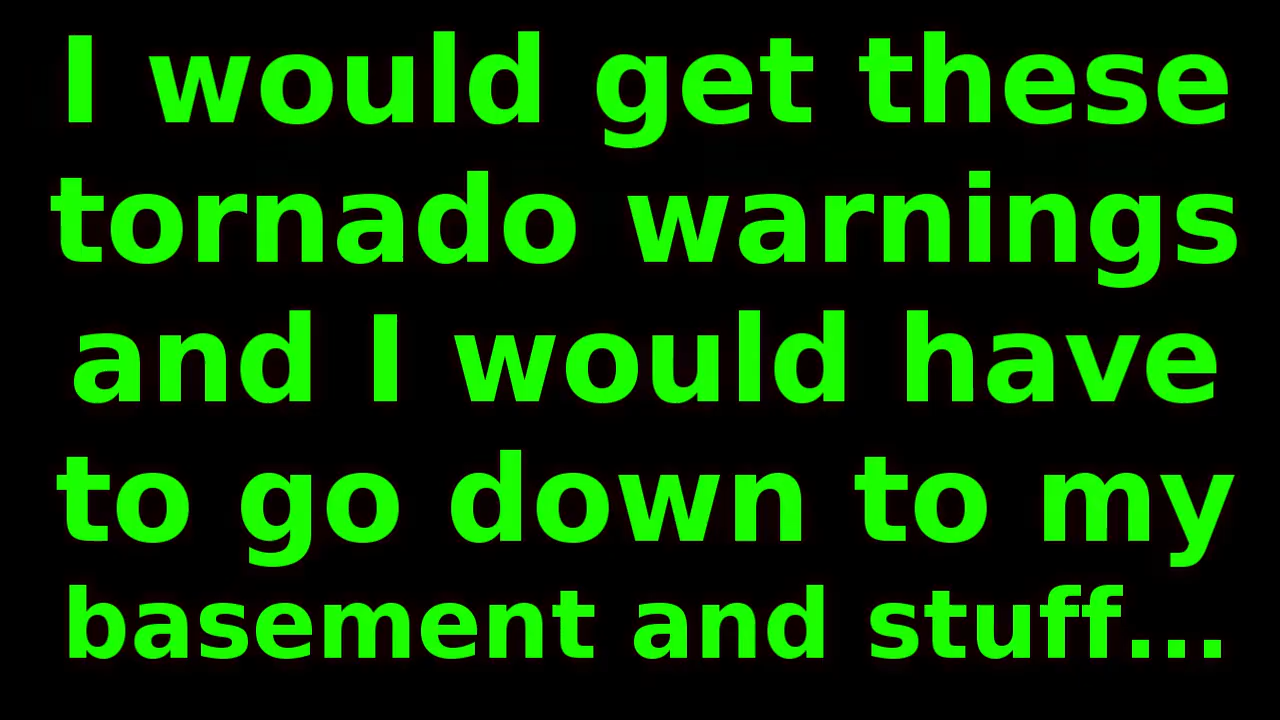 I would get these
tornado warnings
and I would have
to go down to my
basement and stuff...